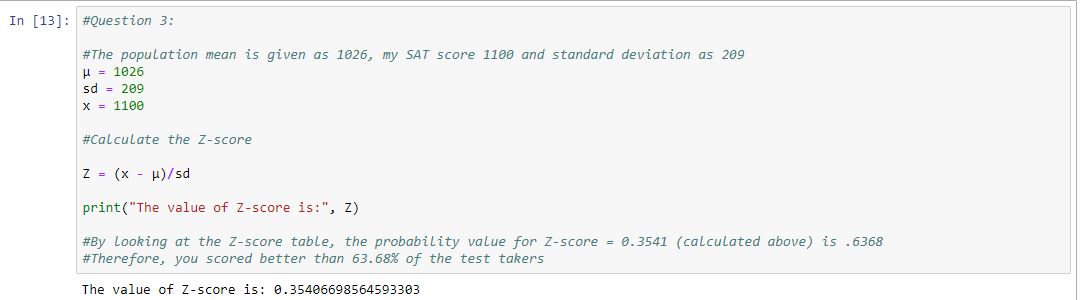 In [13]: #Question 3:
#The population mean is given as 1026, my SAT score 1100 and standard deviation as 209
μ = 1026
sd = 209
x = 1100
#Calculate the Z-score
Z = (x - μ)/sd
print("The value of Z-score is:", Z)
#By looking at the Z-score table, the probability value for Z-score = 0.3541 (calculated above) is .6368
#Therefore, you scored better than 63.68% of the test takers
The value of Z-score is: 0.35406698564593303